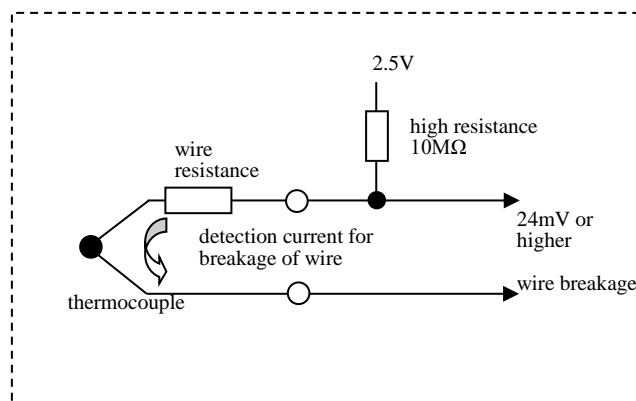 2.5V
high resistance
10MΩ
wire
resistance
24mV or
higher
detection current for
breakage of wire
wire breakage
thermocouple